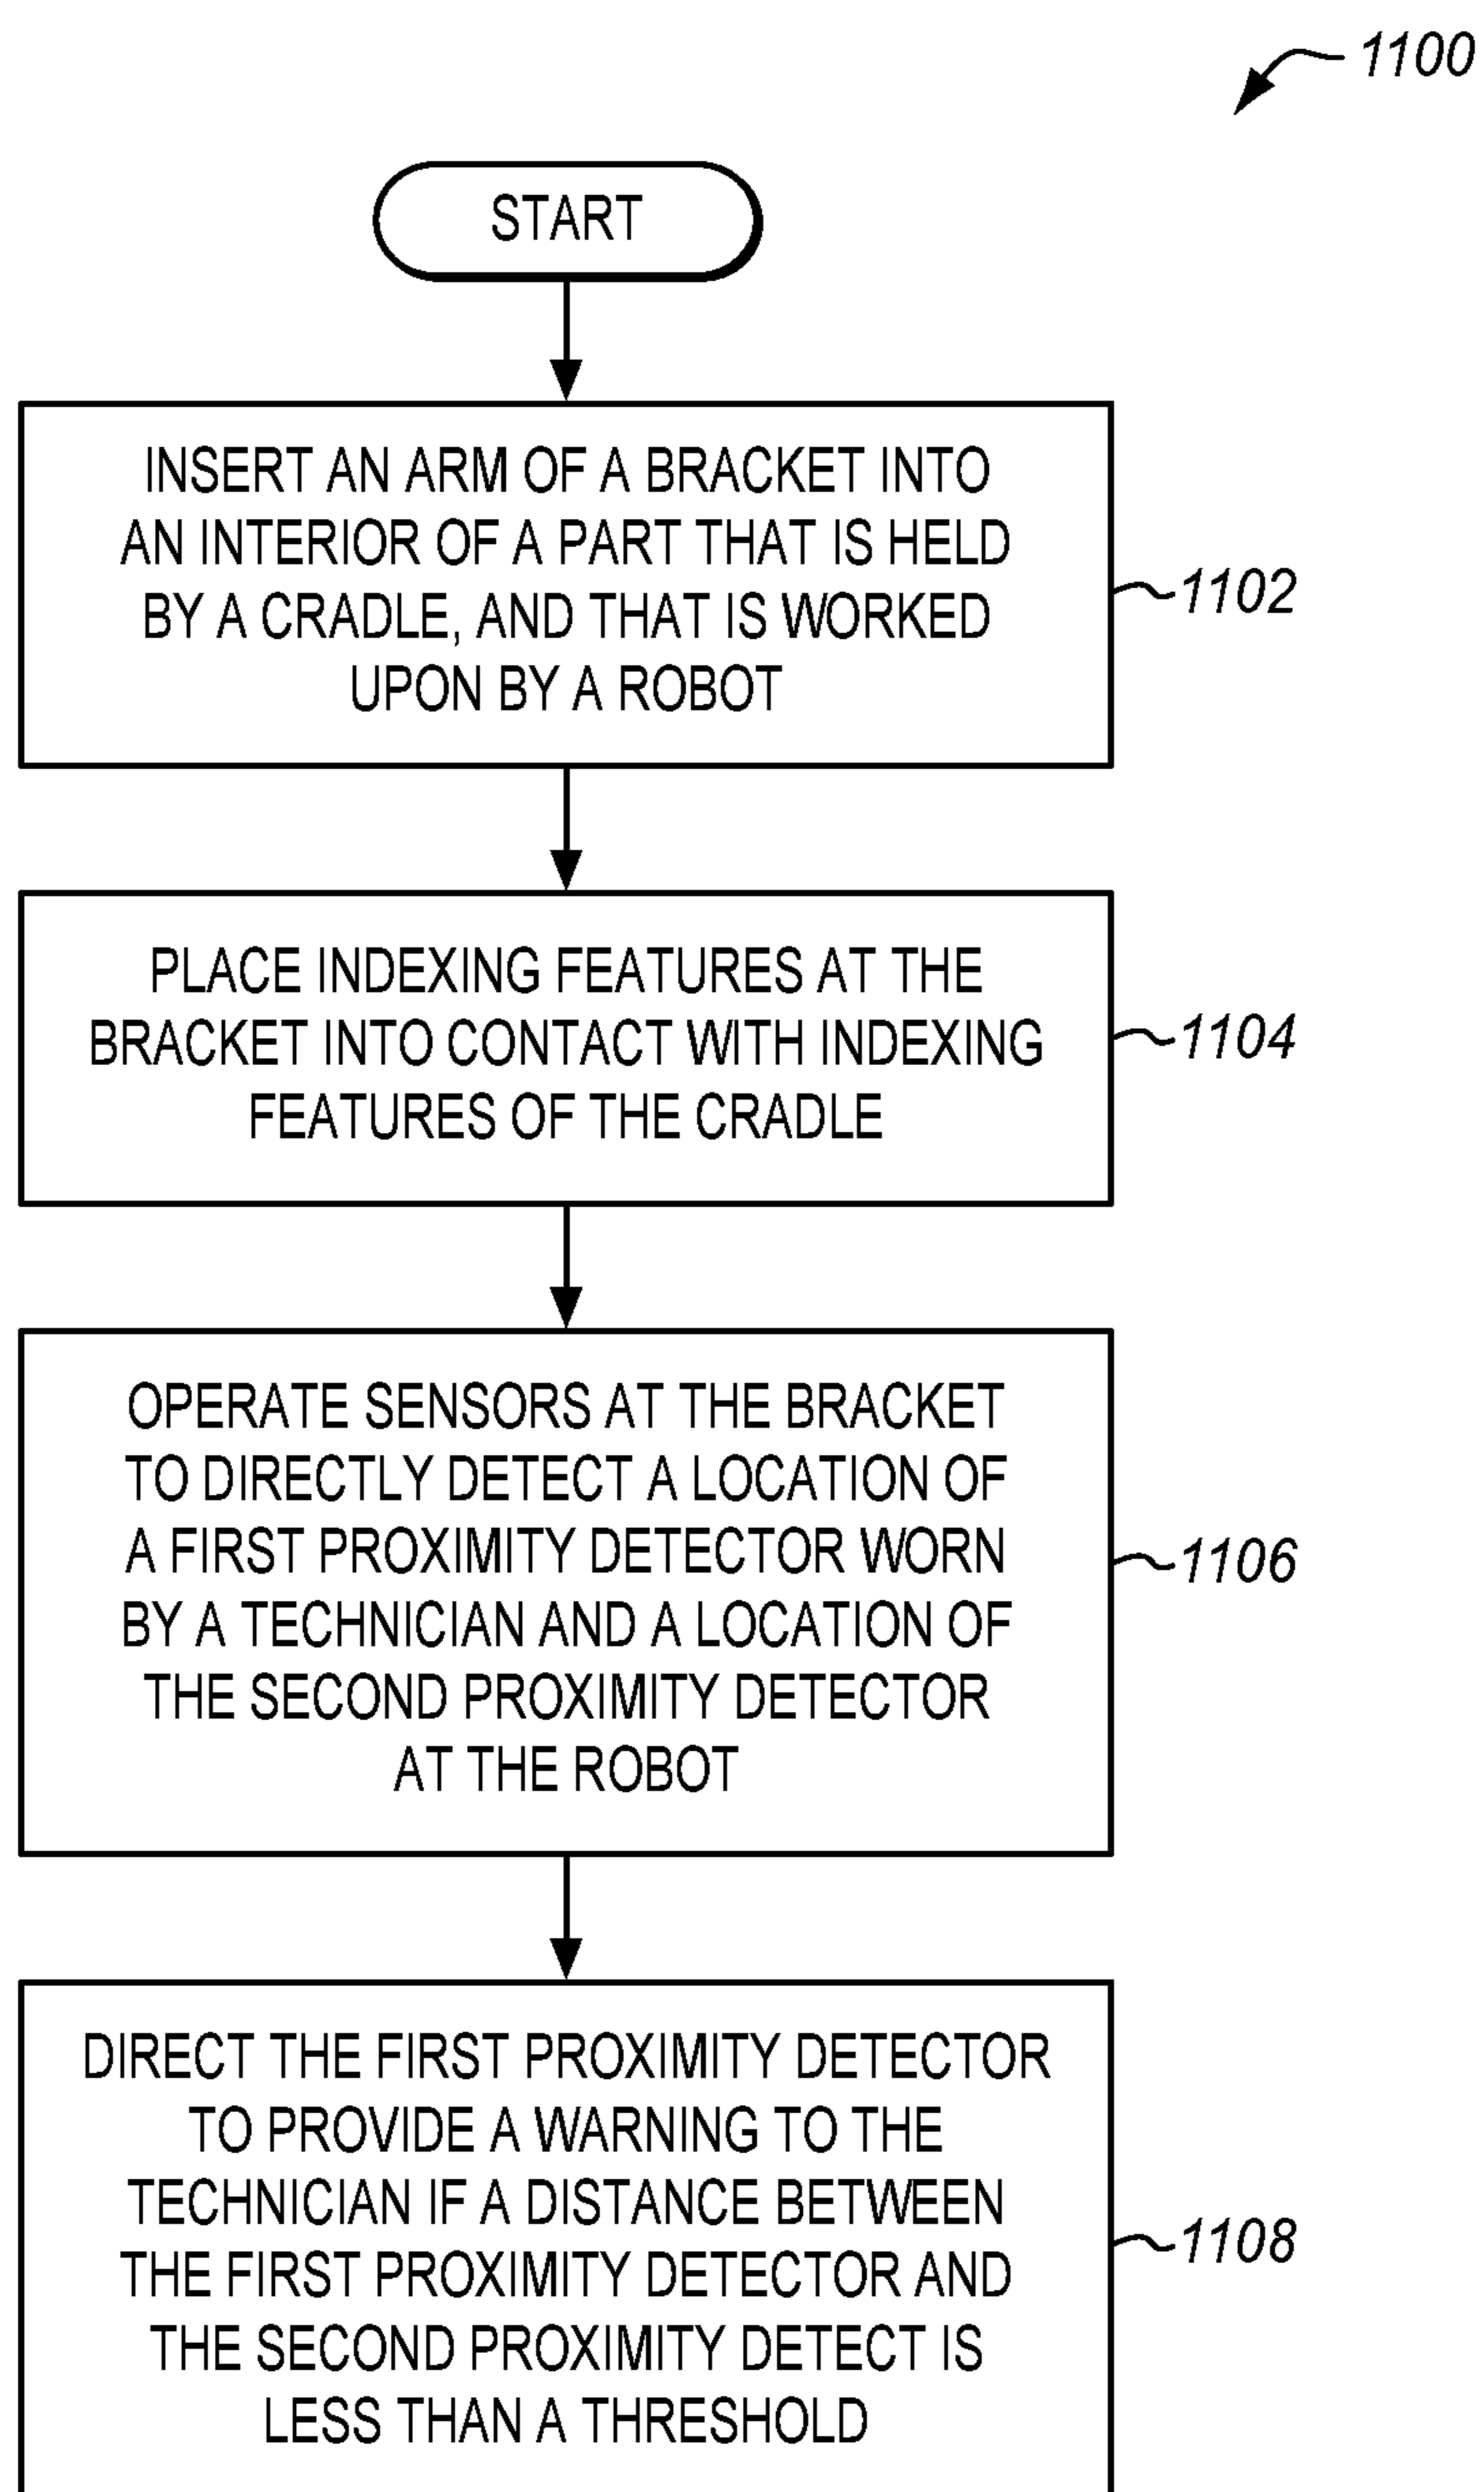 1100
START
INSERT AN ARM OF A BRACKET INTO
AN INTERIOR OF A PART THAT IS HELD
BY A CRADLE, AND THAT IS WORKED
UPON BY A ROBOT
1102
PLACE INDEXING FEATURES AT THE
BRACKET INTO CONTACT WITH INDEXING
FEATURES OF THE CRADLE
1104
OPERATE SENSORS AT THE BRACKET
TO DIRECTLY DETECT A LOCATION OF
A FIRST PROXIMITY DETECTOR WORN
BY A TECHNICIAN AND A LOCATION OF
THE SECOND PROXIMITY DETECTOR
AT THE ROBOT
1106
DIRECT THE FIRST PROXIMITY DETECTOR
TO PROVIDE A WARNING TO THE
TECHNICIAN IF A DISTANCE BETWEEN
THE FIRST PROXIMITY DETECTOR AND
THE SECOND PROXIMITY DETECT IS
LESS THAN A THRESHOLD
1108